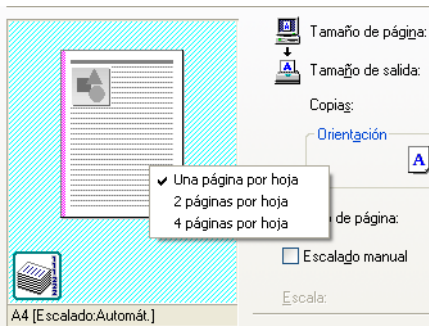 Tamaño de página:
Tamaño de salida:
Copias:
Orientación
A
Una página por hoja
2 páginas por hoja
4 páginas por hoja
de página:
Escalado manual
Escala:
A4 [Escalado:Automát.]